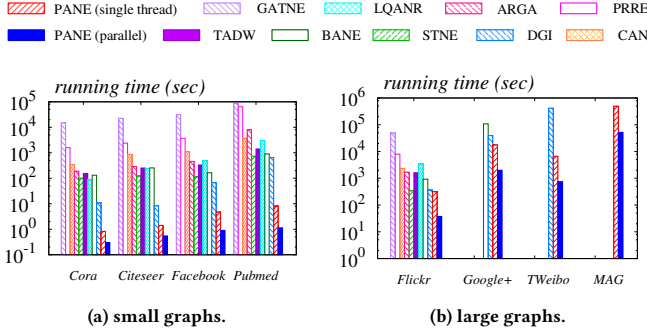 PANE (single thread) GATNE LQANR ARGA PRRE
PANE (parallel) TADW BANE STNE DGI CAN
running time (sec)
10^5
10^4
10^3
10^2
10^1
10^0
10^-1
Cora Citeseer Facebook Pubmed
(a) small graphs.
running time (sec)
10^6
10^5
10^4
10^3
10^2
10^1
10^0
Flickr Google+ TWeibo MAG
(b) large graphs.